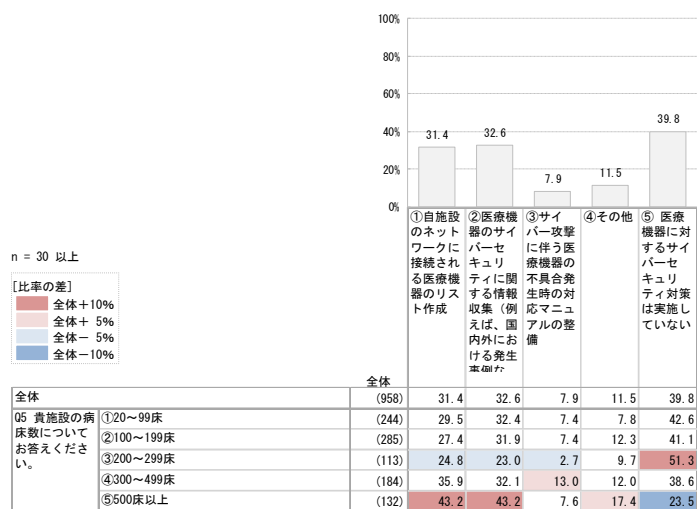 100%
80%
60%
40%
20%
0%
31.4
32.6
7.9
11.5
39.8
n = 30 以上
[比率の差]
全体＋10%
全体＋ 5%
全体－ 5%
全体－10%
①自施設
のネット
ワークに
接続され
る医療機
器のリス
ト作成
②医療機
器のサイ
バーセ
キュリ
ティに関
する情報
収集（例
えば、国
内外にお
ける発生
事例な
③サイ
バー攻撃
に伴う医
療機器の
不具合発
生時の対
応マニュ
アルの整
備
④その他
⑤ 医療
機器に対
するサイ
バーセ
キュリ
ティ対策
は実施し
ていない
全体
全体 (958) 31.4 32.6 7.9 11.5 39.8
Q5 貴施設の病
床数について
お答えくださ
い。
①20～99床 (244) 29.5 32.4 7.4 7.8 42.6
②100～199床 (285) 27.4 31.9 7.4 12.3 41.1
③200～299床 (113) 24.8 23.0 2.7 9.7 51.3
④300～499床 (184) 35.9 32.1 13.0 12.0 38.6
⑤500床以上 (132) 43.2 43.2 7.6 17.4 23.5